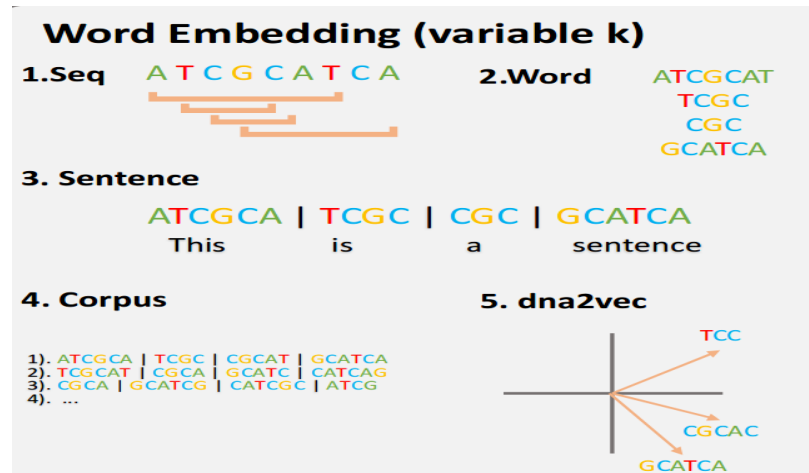 Word Embedding (variable k)
1.Seq A T C G C A T C A
2.Word
ATCGCAT
TCGC
CGC
GCATCA
3. Sentence
ATCGCA | TCGC | CGC | GCATCA
This is a sentence
4. Corpus
1). ATCGCA | TCGC | CGCAT | GCATCA
2). TCGCAT | CGCA | GCATC | CATCAG
3). CGCA | GCATCG | CATCGC | ATCG
4). ...
5. dna2vec
TCC
CGCAC
GCATCA